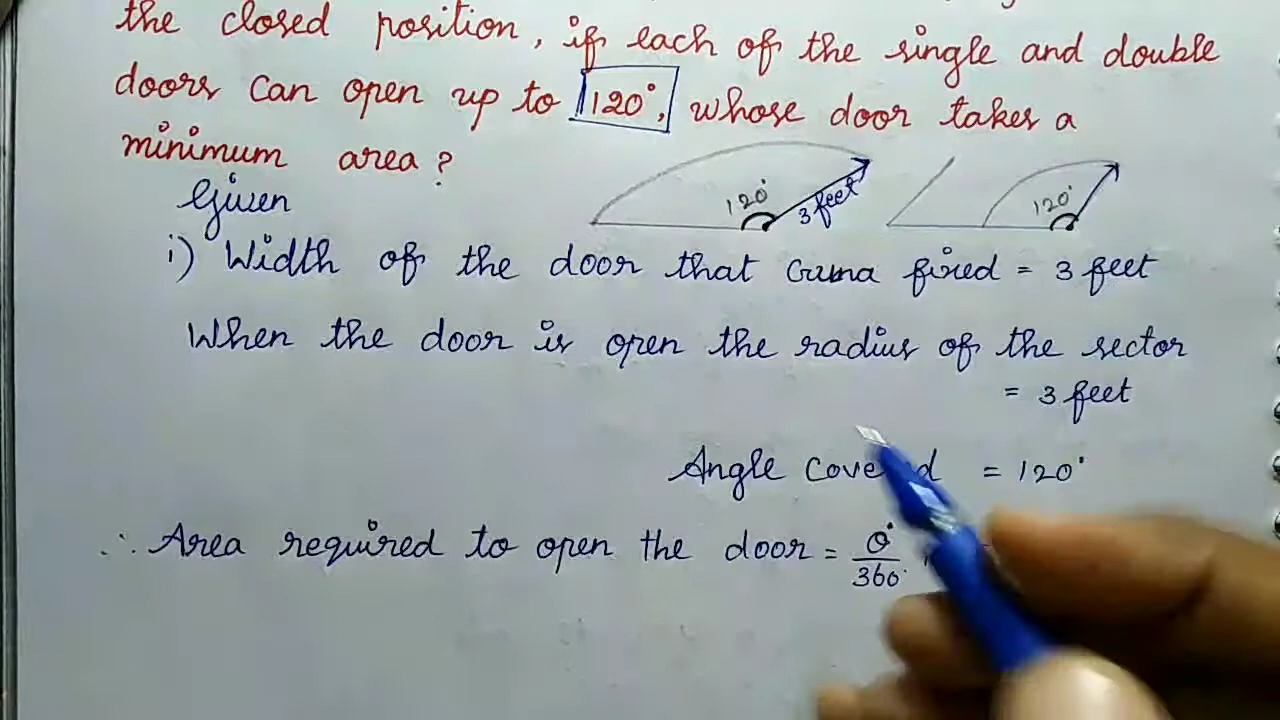 the closed position, if each of the single and double
doors can open up to 120°, whose door takes a
minimum area?
120° 3 feet 120°
Given
i) Width of the door that Guna fixed = 3 feet
When the door is open the radius of the sector
= 3 feet
Angle covered = 120°
∴ Area required to open the door = θ°/360°